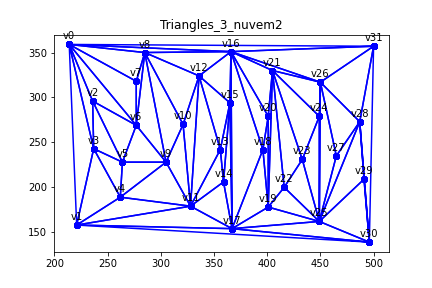 Triangles_3_nuvem2
v0
v8
v16
v31
v7
v12
v21
v26
v2
v15
v6
v10
v20
v24
v28
v3
v5
v9
v13
v18
v23
v27
v4
v14
v22
v29
v11
v19
v1
v17
v25
v30
350
300
250
200
150
200
250
300
350
400
450
500